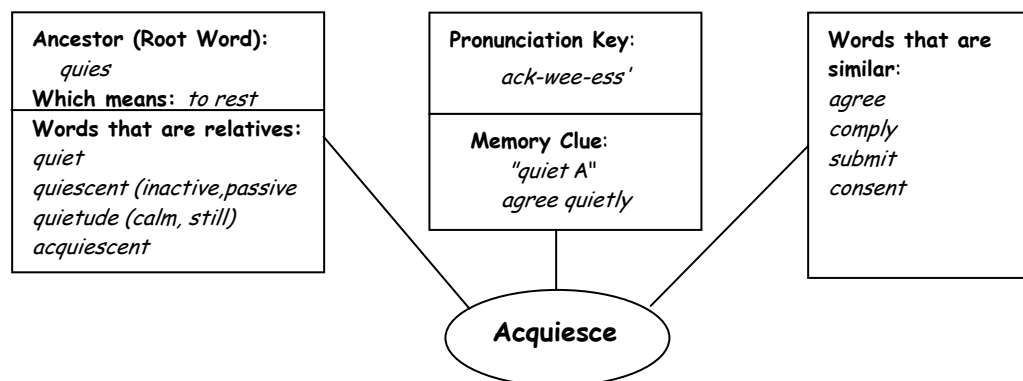 Ancestor (Root Word):
quies
Which means: to rest
Words that are relatives:
quiet
quiescent (inactive,passive
quietude (calm, still)
acquiescent
Pronunciation Key:
ack-wee-ess'
Memory Clue:
"quiet A"
agree quietly
Words that are
similar:
agree
comply
submit
consent
Acquiesce